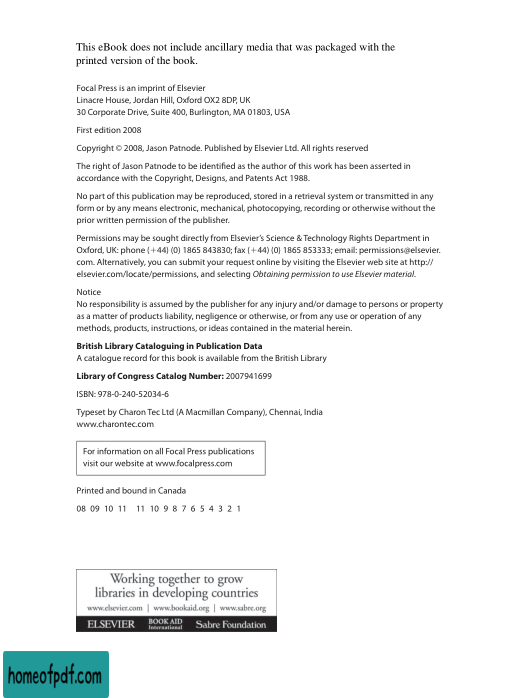 This eBook does not include ancillary media that was packaged with the
printed version of the book.
Focal Press is an imprint of Elsevier
Linacre House, Jordan Hill, Oxford OX2 8DP, UK
30 Corporate Drive, Suite 400, Burlington, MA 01803, USA
First edition 2008
Copyright © 2008, Jason Patnode. Published by Elsevier Ltd. All rights reserved
The right of Jason Patnode to be identified as the author of this work has been asserted in
accordance with the Copyright, Designs, and Patents Act 1988.
No part of this publication may be reproduced, stored in a retrieval system or transmitted in any
form or by any means electronic, mechanical, photocopying, recording or otherwise without the
prior written permission of the publisher.
Permissions may be sought directly from Elsevier's Science & Technology Rights Department in
Oxford, UK: phone (+44) (0) 1865 843830; fax (+44) (0) 1865 853333; email: permissions@elsevier.
com. Alternatively, you can submit your request online by visiting the Elsevier web site at http://
elsevier.com/locate/permissions, and selecting Obtaining permission to use Elsevier material.
Notice
No responsibility is assumed by the publisher for any injury and/or damage to persons or property
as a matter of products liability, negligence or otherwise, or from any use or operation of any
methods, products, instructions, or ideas contained in the material herein.
British Library Cataloguing in Publication Data
A catalogue record for this book is available from the British Library
Library of Congress Catalog Number: 2007941699
ISBN: 978-0-240-52034-6
Typeset by Charon Tec Ltd (A Macmillan Company), Chennai, India
www.charontec.com
For information on all Focal Press publications
visit our website at www.focalpress.com
Printed and bound in Canada
08 09 10 11 11 10 9 8 7 6 5 4 3 2 1
Working together to grow
libraries in developing countries
www.elsevier.com | www.bookaid.org | www.sabre.org
ELSEVIER BOOK AID International Sabre Foundation
homeofpdf.com